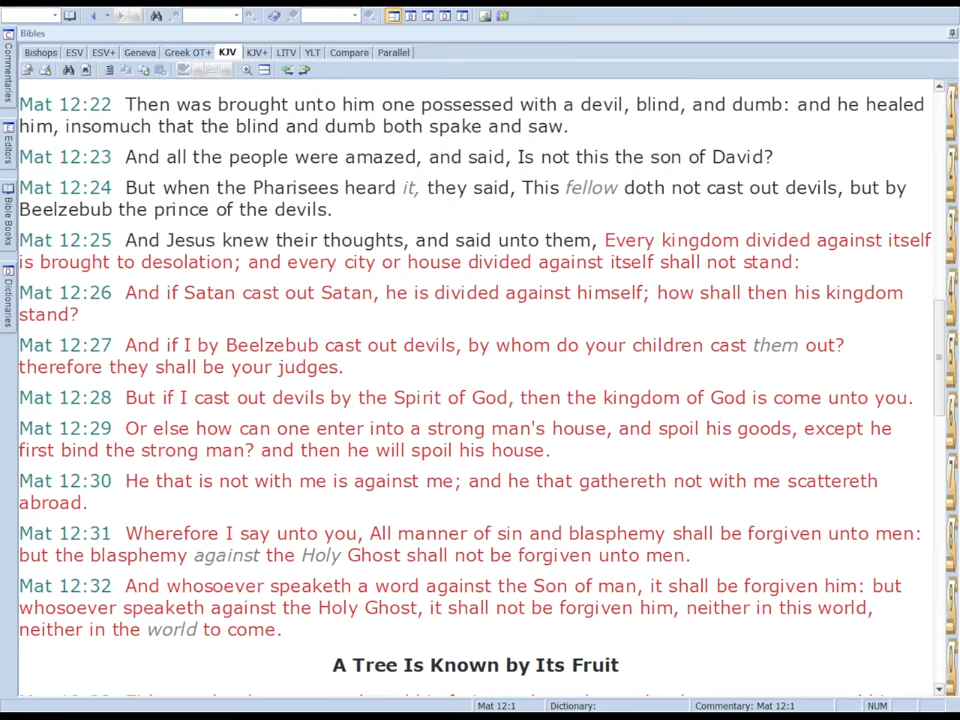 Bibles
Bishops ESV ESV+ Geneva Greek OT+ KJV KJV+ LITV YLT Compare Parallel
Commentaries
Editors
Bible Books
Dictionaries
Mat 12:22 Then was brought unto him one possessed with a devil, blind, and dumb: and he healed
him, insomuch that the blind and dumb both spake and saw.
Mat 12:23 And all the people were amazed, and said, Is not this the son of David?
Mat 12:24 But when the Pharisees heard it, they said, This fellow doth not cast out devils, but by
Beelzebub the prince of the devils.
Mat 12:25 And Jesus knew their thoughts, and said unto them, Every kingdom divided against itself
is brought to desolation; and every city or house divided against itself shall not stand:
Mat 12:26 And if Satan cast out Satan, he is divided against himself; how shall then his kingdom
stand?
Mat 12:27 And if I by Beelzebub cast out devils, by whom do your children cast them out?
therefore they shall be your judges.
Mat 12:28 But if I cast out devils by the Spirit of God, then the kingdom of God is come unto you.
Mat 12:29 Or else how can one enter into a strong man's house, and spoil his goods, except he
first bind the strong man? and then he will spoil his house.
Mat 12:30 He that is not with me is against me; and he that gathereth not with me scattereth
abroad.
Mat 12:31 Wherefore I say unto you, All manner of sin and blasphemy shall be forgiven unto men:
but the blasphemy against the Holy Ghost shall not be forgiven unto men.
Mat 12:32 And whosoever speaketh a word against the Son of man, it shall be forgiven him: but
whosoever speaketh against the Holy Ghost, it shall not be forgiven him, neither in this world,
neither in the world to come.
A Tree Is Known by Its Fruit
Mat 12:1 Dictionary: Commentary: Mat 12:1 NUM